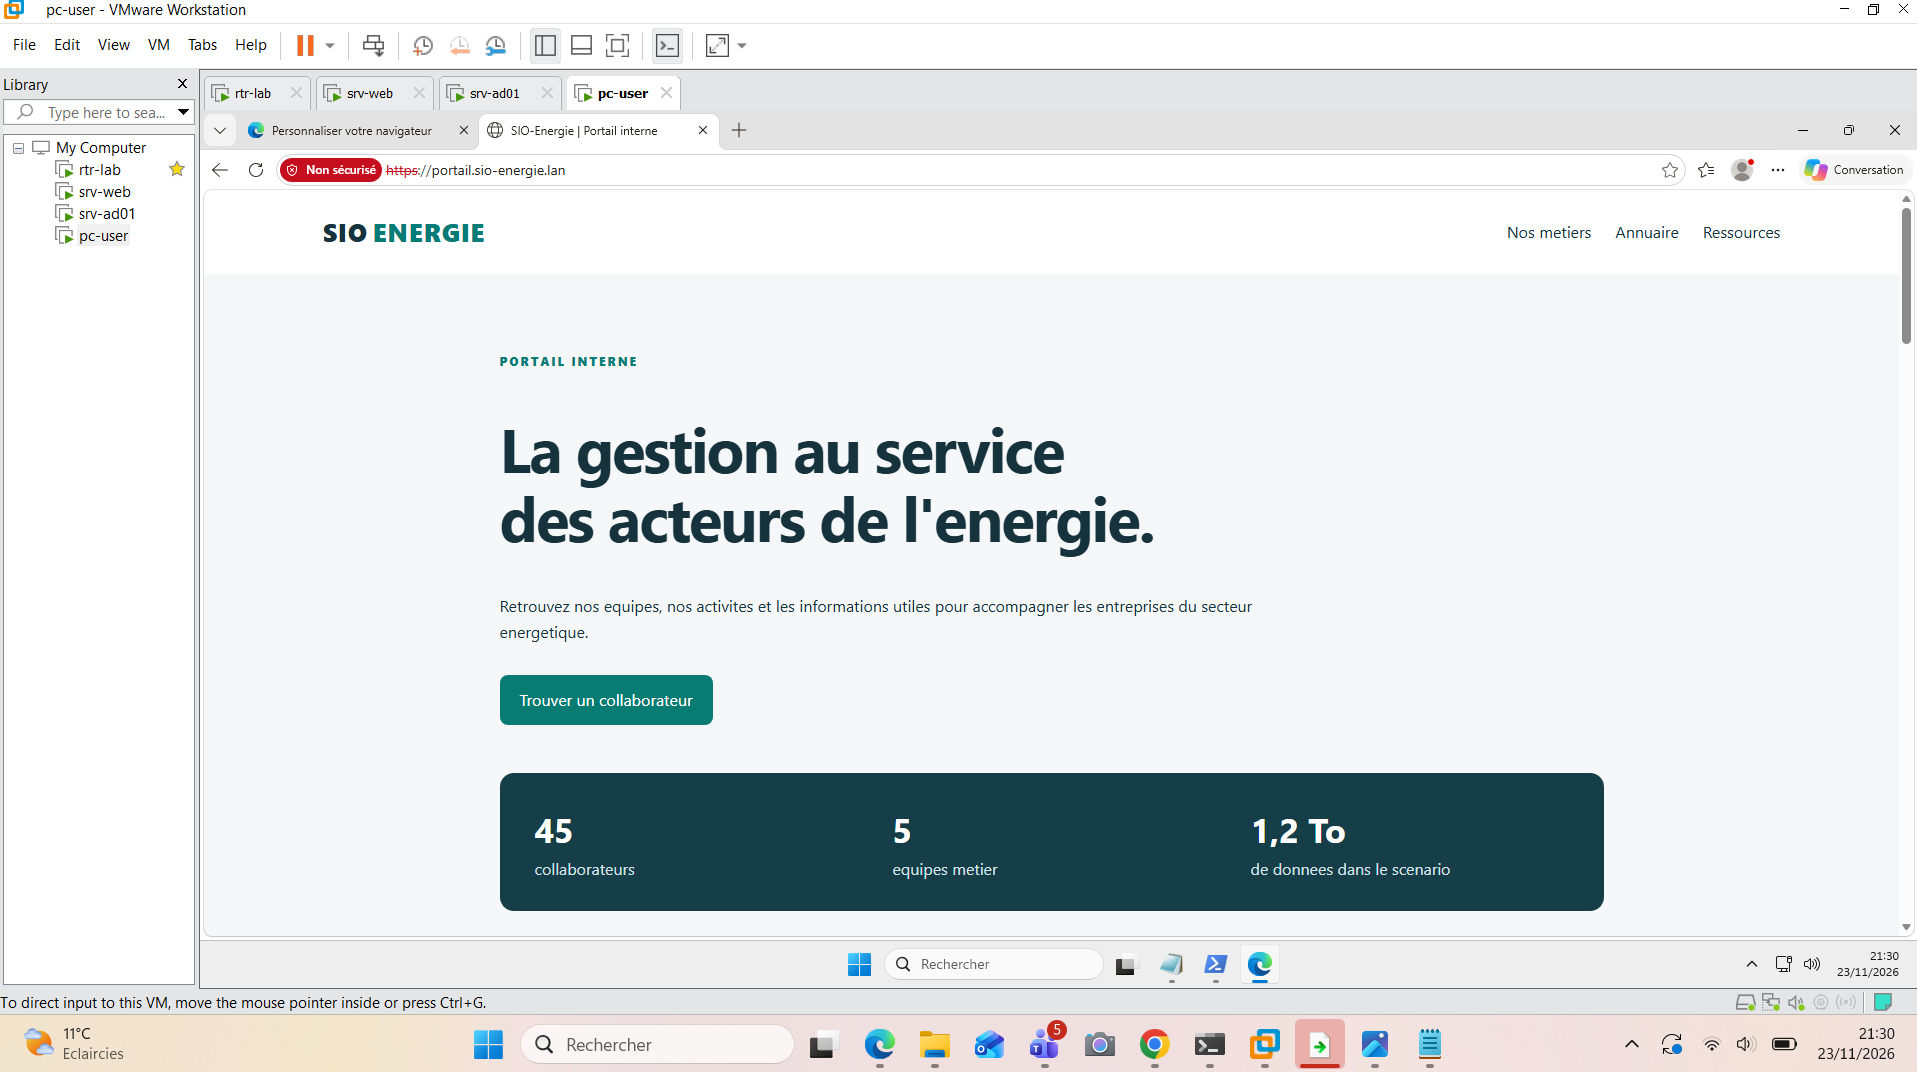 pc-user - VMware Workstation
File Edit View VM Tabs Help
Library
Type here to sea...
My Computer
rtr-lab
srv-web
srv-ad01
pc-user
rtr-lab srv-web srv-ad01 pc-user
Personnaliser votre navigateur SIO-Energie | Portail interne
Non sécurisé https://portail.sio-energie.lan Conversation
SIO ENERGIE
Nos metiers Annuaire Ressources
PORTAIL INTERNE
La gestion au service
des acteurs de l'energie.
Retrouvez nos equipes, nos activites et les informations utiles pour accompagner les entreprises du secteur
energetique.
Trouver un collaborateur
45 5 1,2 To
collaborateurs equipes metier de donnees dans le scenario
Rechercher
21:30
23/11/2026
To direct input to this VM, move the mouse pointer inside or press Ctrl+G.
11°C
Eclaircies
Rechercher
5
21:30
23/11/2026